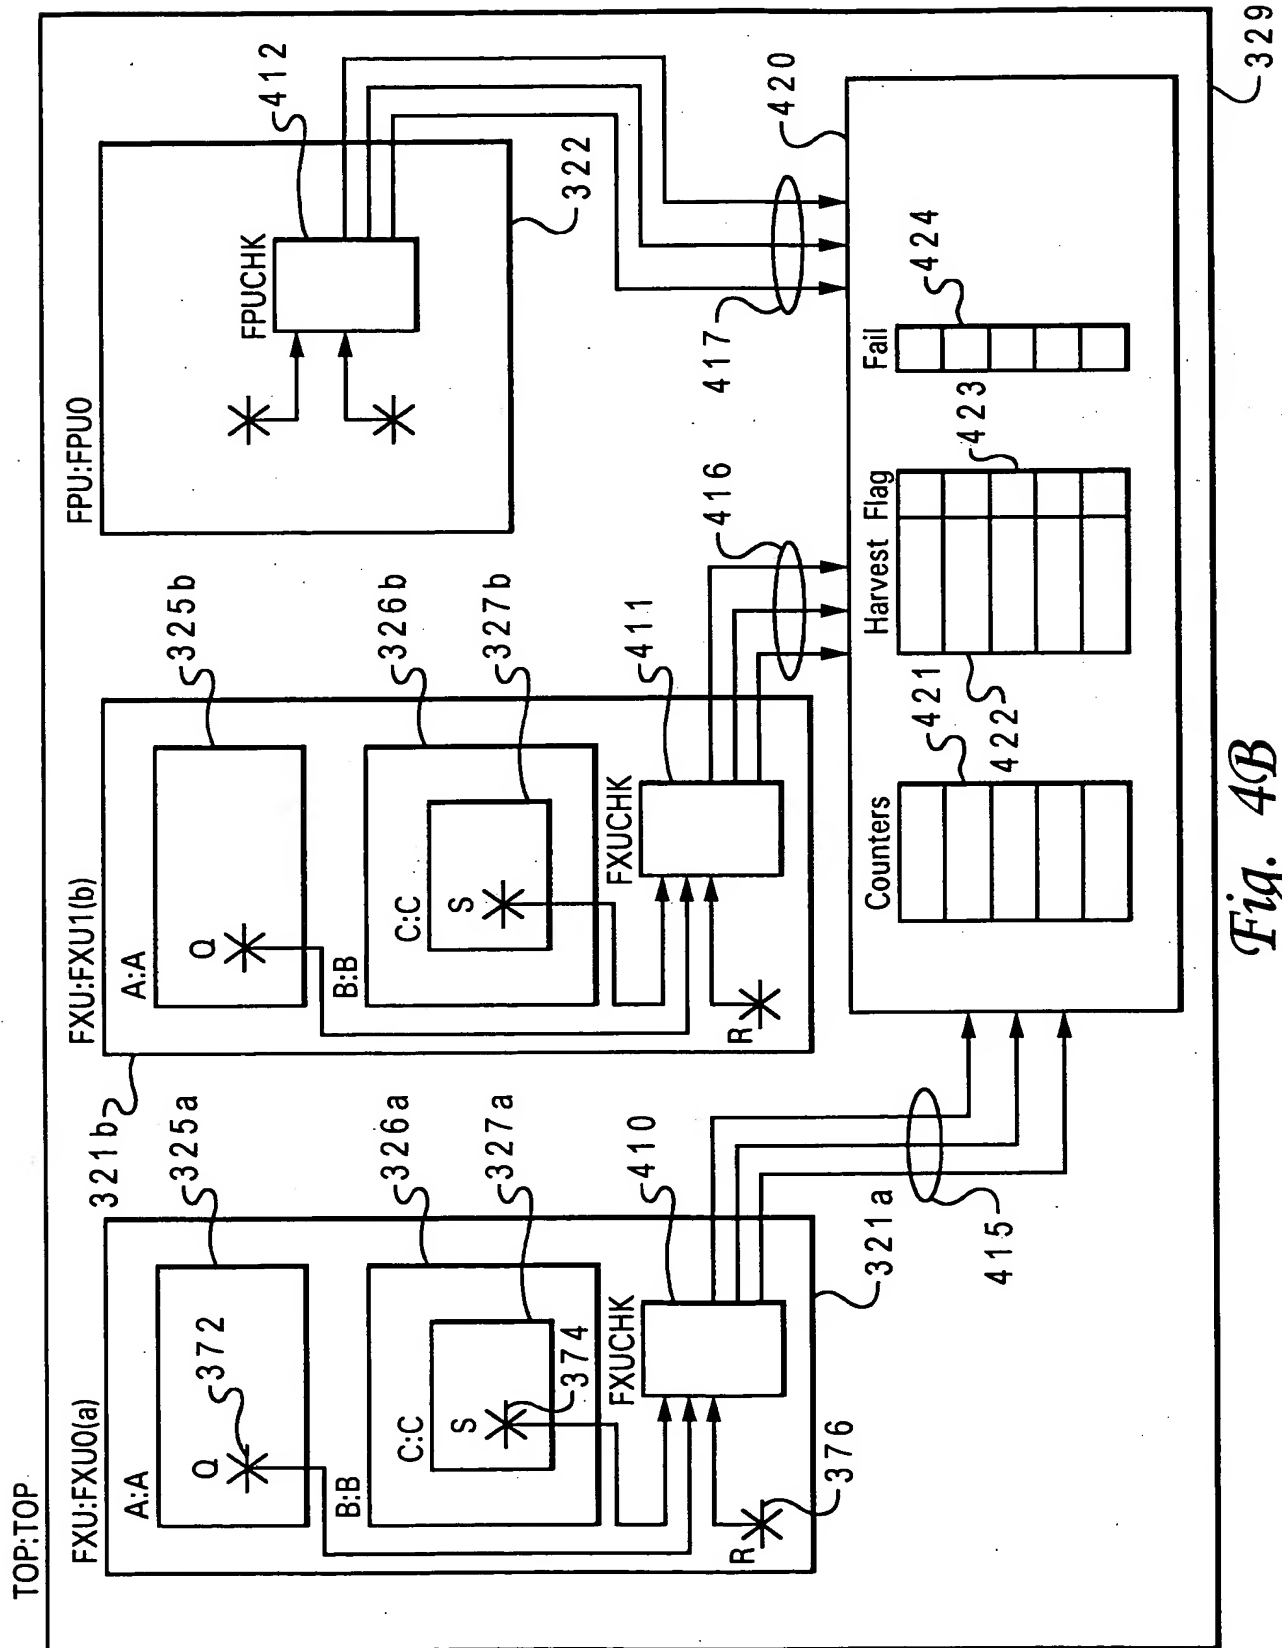 TOP:TOP
FXU:FXU0(a)
A:A
Q
372
325a
B:B
C:C
S
374
326a
327a
FXUCHK
410
R
376
321a
415
321b
FXU:FXU1(b)
A:A
Q
325b
B:B
C:C
S
326b
327b
FXUCHK
411
R
416
FPU:FPU0
FPUCHK
412
322
417
420
Counters
421
422
Harvest Flag
423
Fail
424
329
Fig. 4B